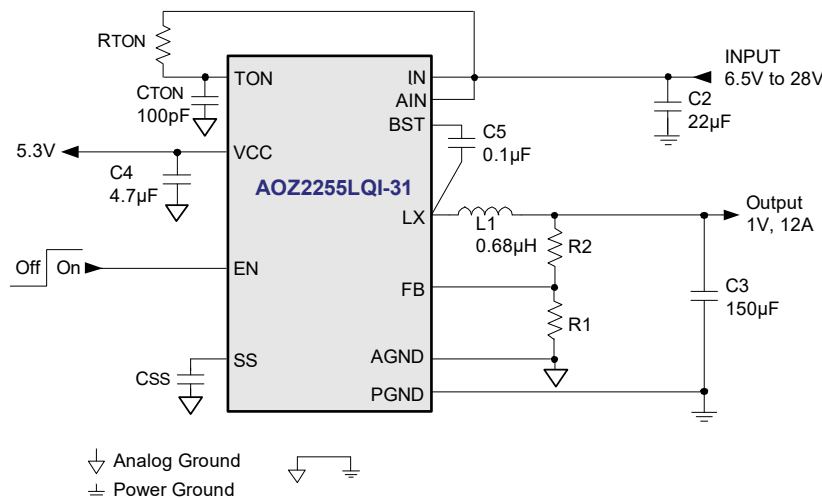 RTON
TON
CTON
100pF
5.3V
VCC
C4
4.7µF
Off
On
EN
SS
CSS
AOZ2255LQI-31
IN
AIN
BST
LX
FB
AGND
PGND
INPUT
6.5V to 28V
C2
22µF
C5
0.1µF
L1
0.68µH
R2
R1
Output
1V, 12A
C3
150µF
Analog Ground
Power Ground